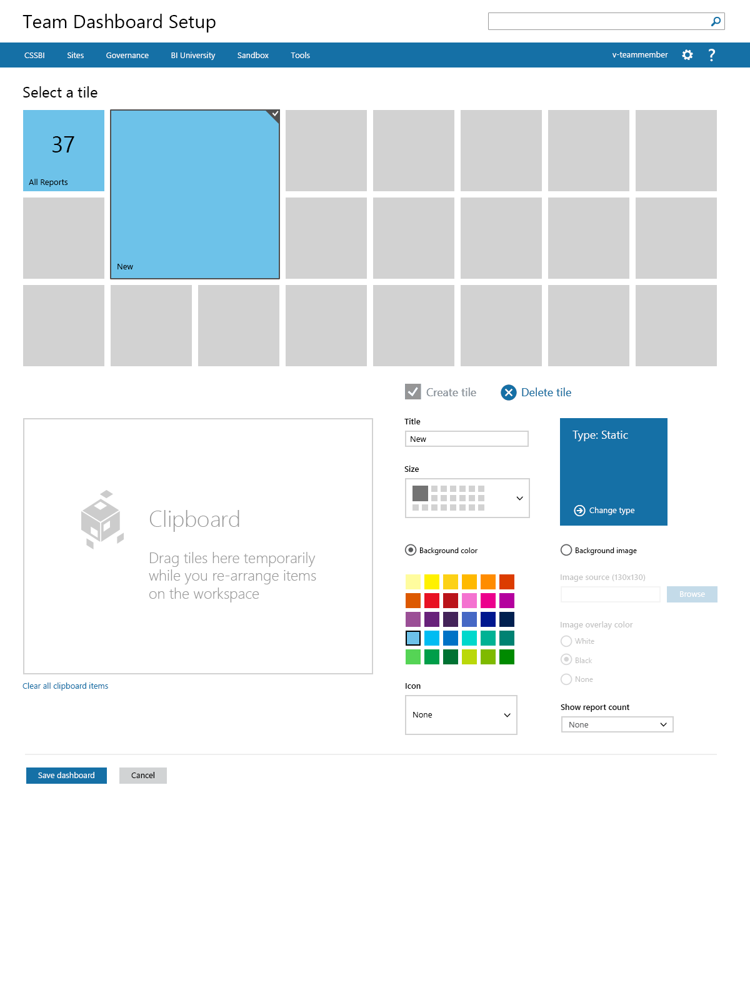 Team Dashboard Setup
CSSBI Sites Governance BI University Sandbox Tools v-teammember ?
Select a tile
37
All Reports
New
Create tile Delete tile
Title
New
Type: Static
Size
Change type
Clipboard
Drag tiles here temporarily
while you re-arrange items
on the workspace
Background color Background image
Image source (130x130)
Browse
Image overlay color
White
Black
None
Clear all clipboard items
Icon
None
Show report count
None
Save dashboard Cancel